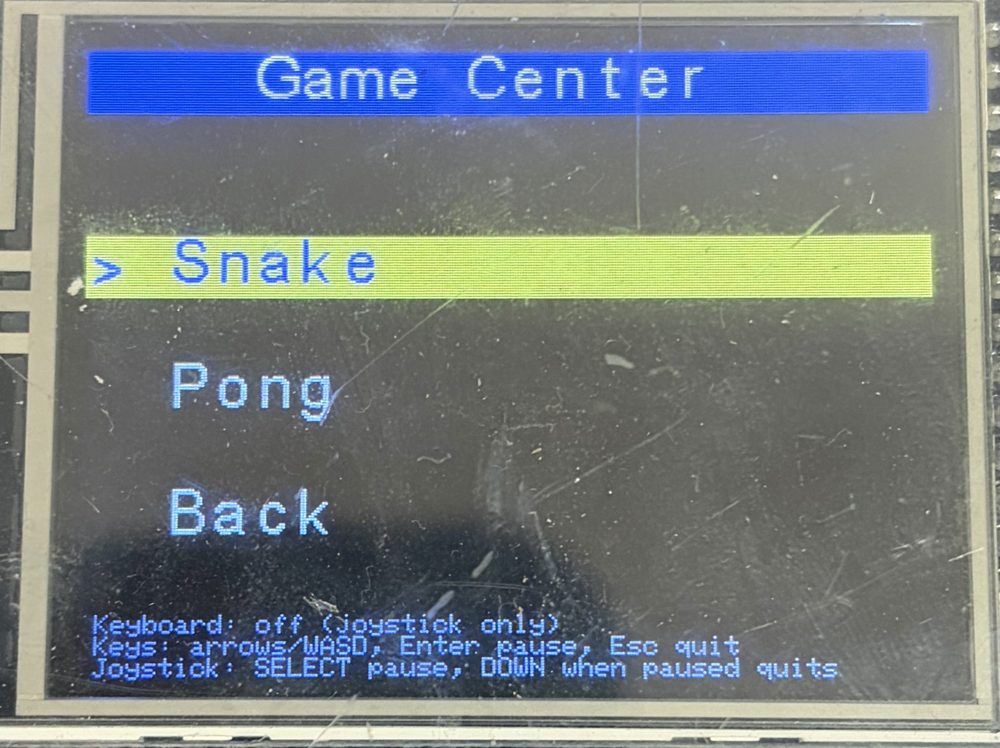 Game Center
> Snake
Pong
Back
Keyboard: off (joystick only)
Keys: arrows/WASD, Enter pause, Esc quit
Joystick: SELECT pause, DOWN when paused quits